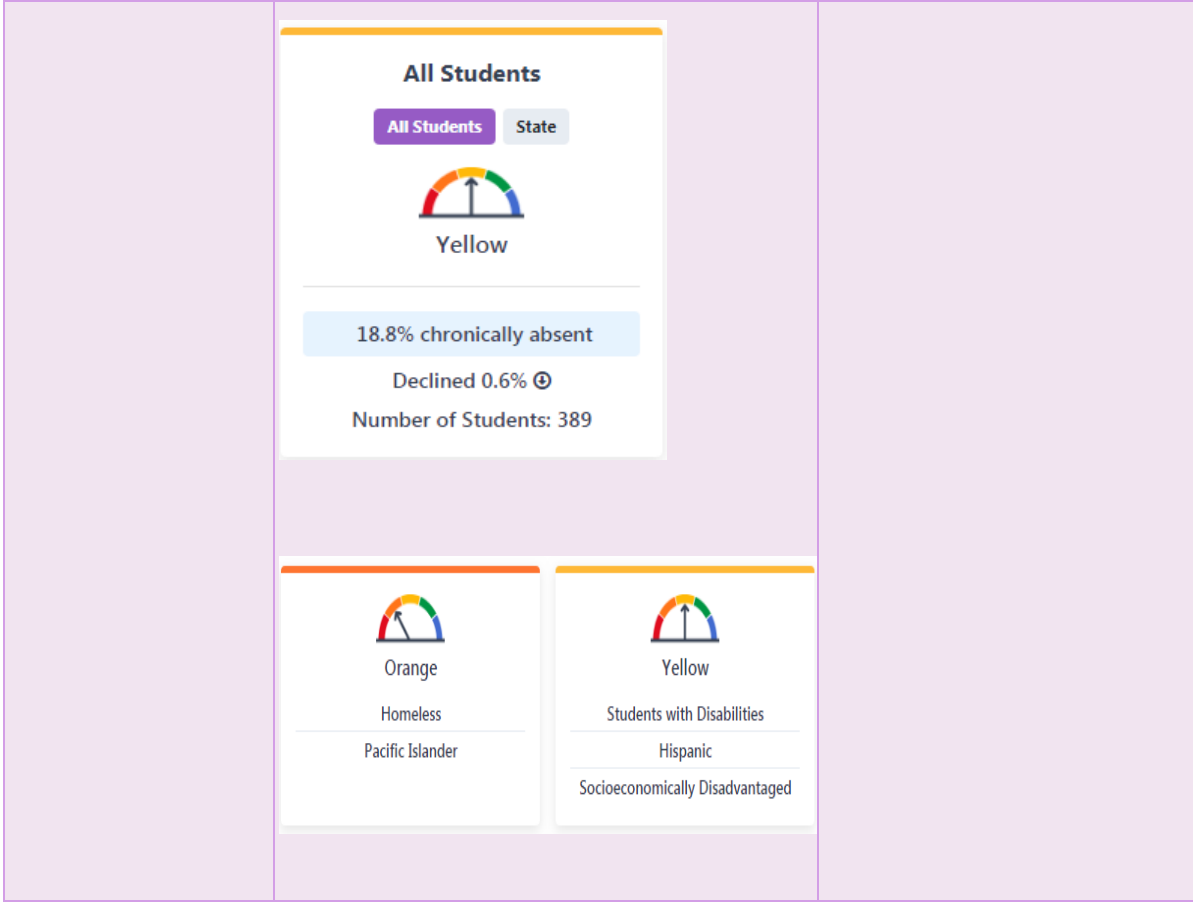 All Students
All Students State
Yellow
18.8% chronically absent
Declined 0.6%
Number of Students: 389
Orange
Homeless
Pacific Islander
Yellow
Students with Disabilities
Hispanic
Socioeconomically Disadvantaged